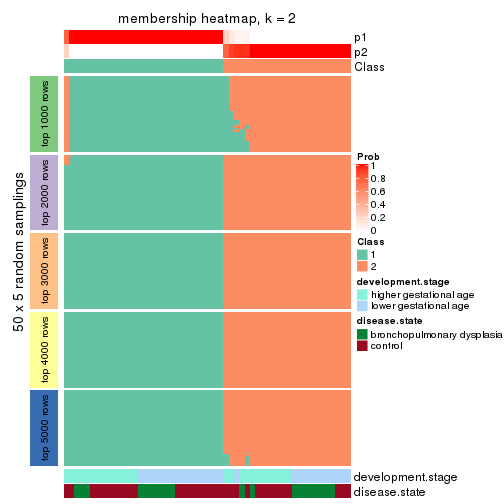 membership heatmap, k = 2
p1
p2
Class
50 x 5 random samplings
top 1000 rows
top 2000 rows
top 3000 rows
top 4000 rows
top 5000 rows
Prob
1
0.8
0.6
0.4
0.2
0
Class
1
2
development.stage
higher gestational age
lower gestational age
disease.state
bronchopulmonary dysplasia
control
development.stage
disease.state